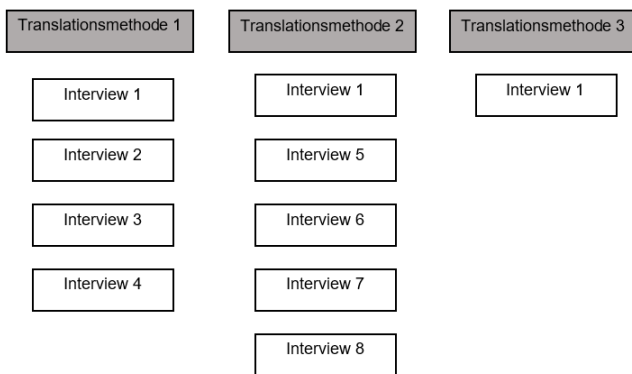 Translationsmethode 1
Translationsmethode 2
Translationsmethode 3
Interview 1
Interview 1
Interview 1
Interview 2
Interview 5
Interview 3
Interview 6
Interview 4
Interview 7
Interview 8